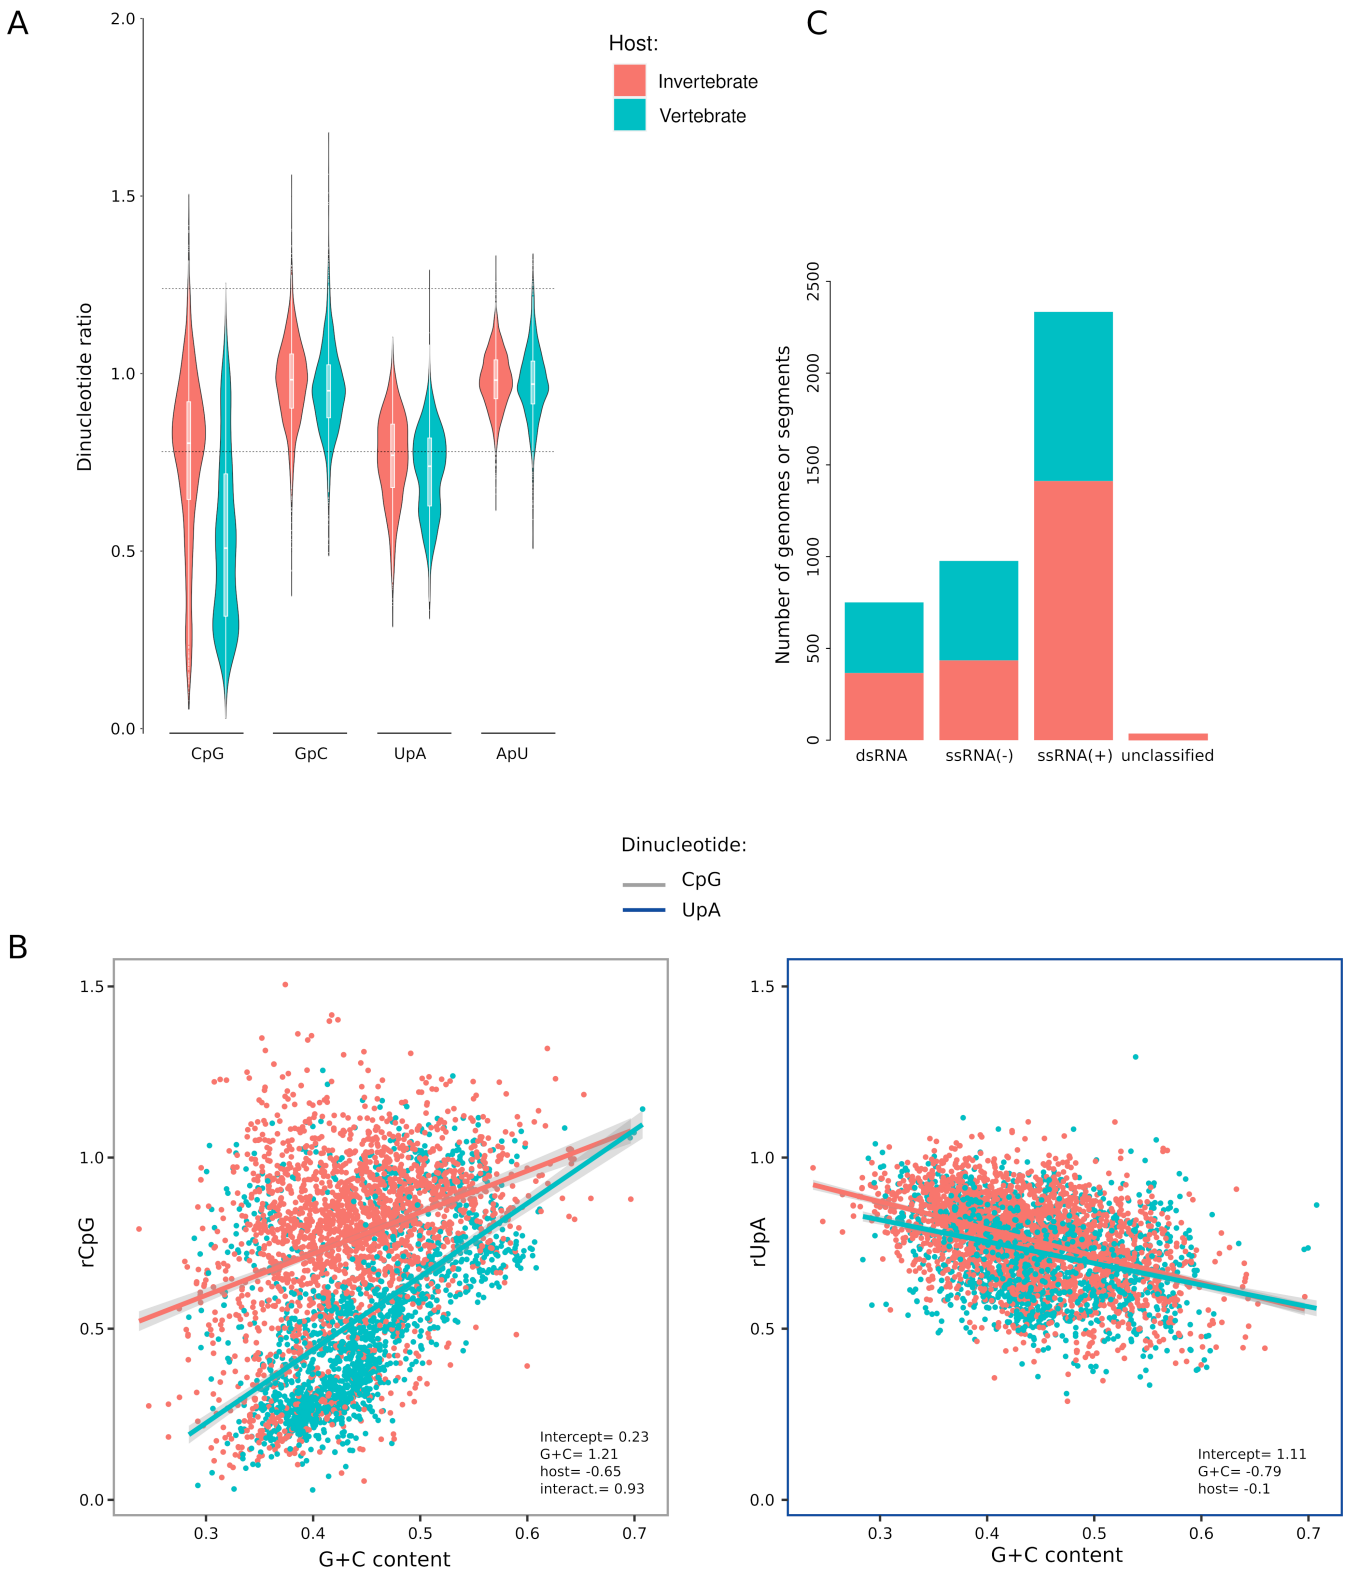 A
2.0
1.5
1.0
0.5
0.0
Dinucleotide ratio
CpG
GpC
UpA
ApU
Host:
Invertebrate
Vertebrate
C
2500
2000
1500
1000
500
0
Number of genomes or segments
dsRNA
ssRNA(-)
ssRNA(+)
unclassified
Dinucleotide:
CpG
UpA
B
1.5
1.0
0.5
0.0
rCpG
Intercept= 0.23
G+C= 1.21
host= -0.65
interact.= 0.93
0.3
0.4
0.5
0.6
0.7
G+C content
1.5
1.0
0.5
0.0
rUpA
Intercept= 1.11
G+C= -0.79
host= -0.1
0.3
0.4
0.5
0.6
0.7
G+C content